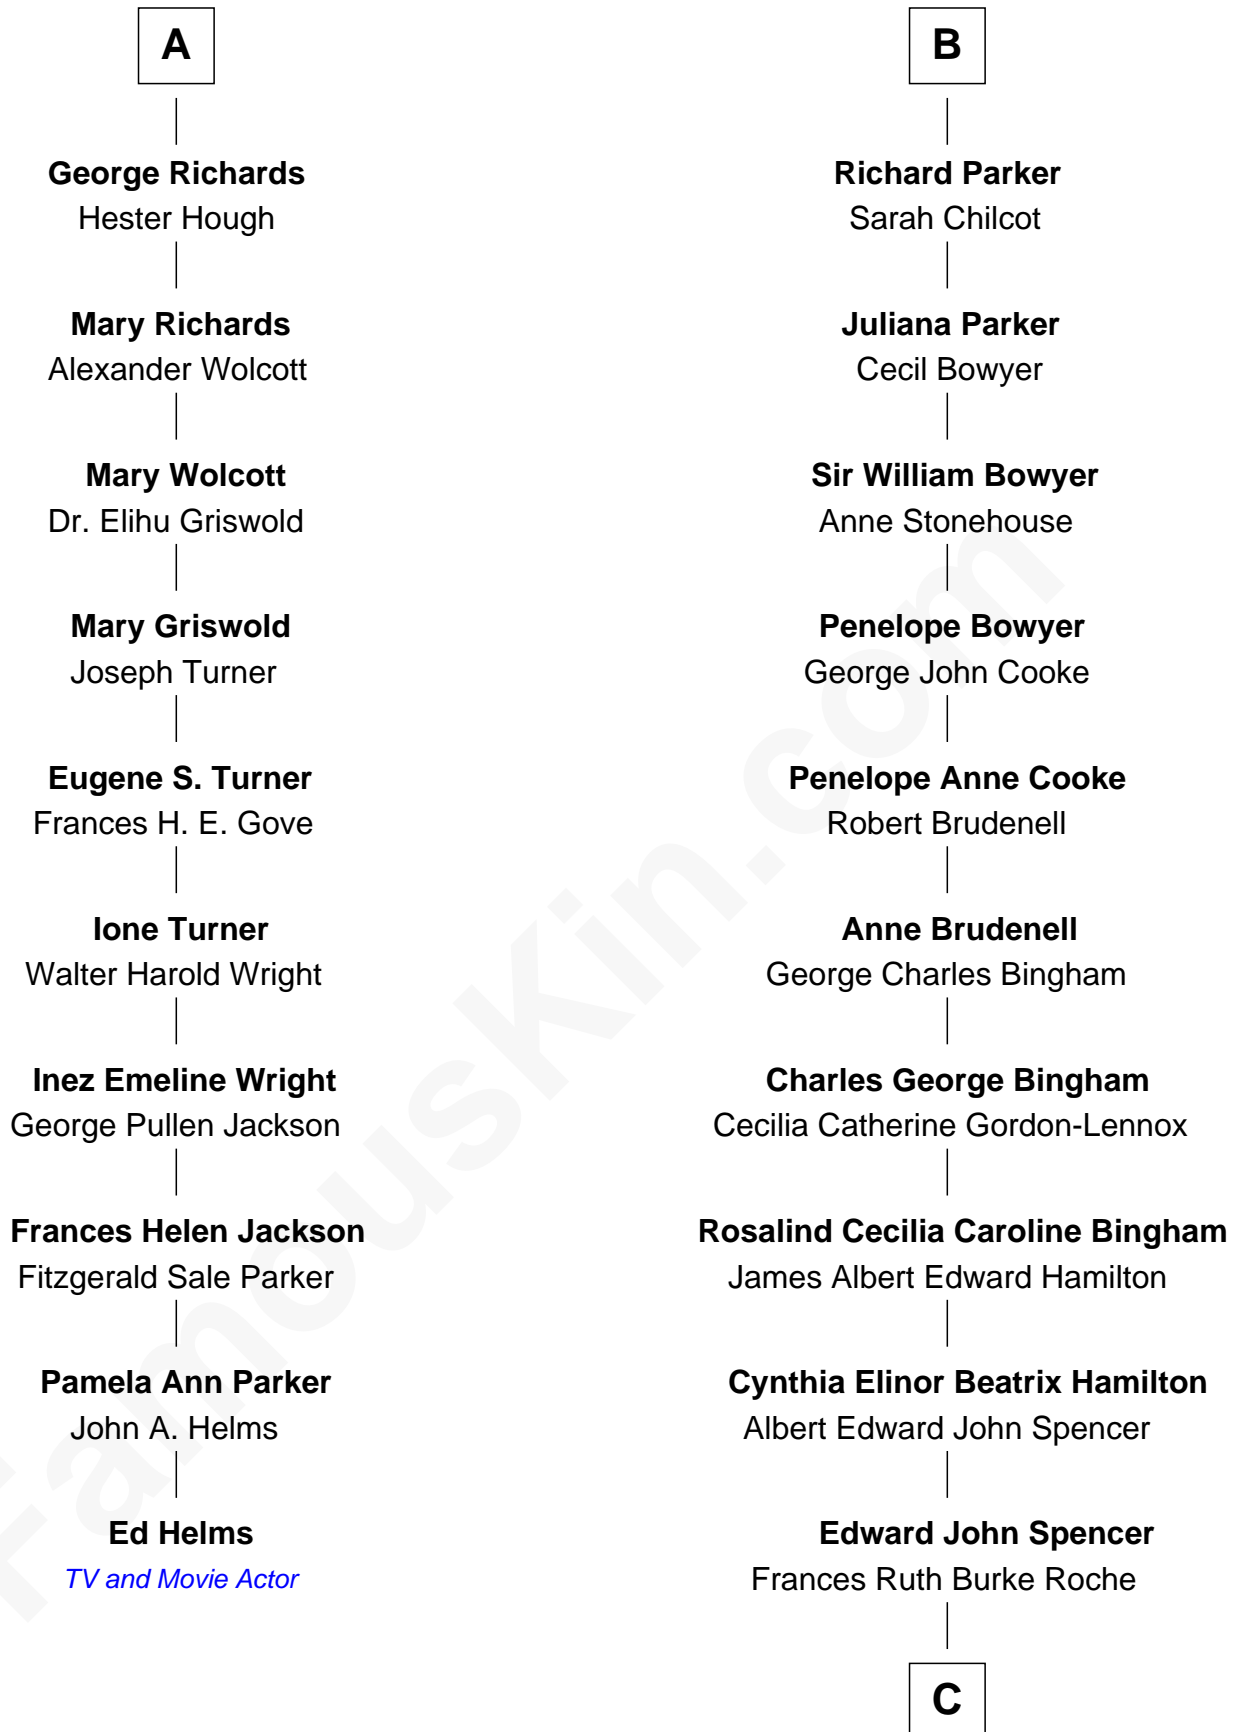 A
George Richards
Hester Hough
Mary Richards
Alexander Wolcott
Mary Wolcott
Dr. Elihu Griswold
Mary Griswold
Joseph Turner
Eugene S. Turner
Frances H. E. Gove
Ione Turner
Walter Harold Wright
Inez Emeline Wright
George Pullen Jackson
Frances Helen Jackson
Fitzgerald Sale Parker
Pamela Ann Parker
John A. Helms
Ed Helms
TV and Movie Actor
B
Richard Parker
Sarah Chilcot
Juliana Parker
Cecil Bowyer
Sir William Bowyer
Anne Stonehouse
Penelope Bowyer
George John Cooke
Penelope Anne Cooke
Robert Brudenell
Anne Brudenell
George Charles Bingham
Charles George Bingham
Cecilia Catherine Gordon-Lennox
Rosalind Cecilia Caroline Bingham
James Albert Edward Hamilton
Cynthia Elinor Beatrix Hamilton
Albert Edward John Spencer
Edward John Spencer
Frances Ruth Burke Roche
C
FamousKin.com